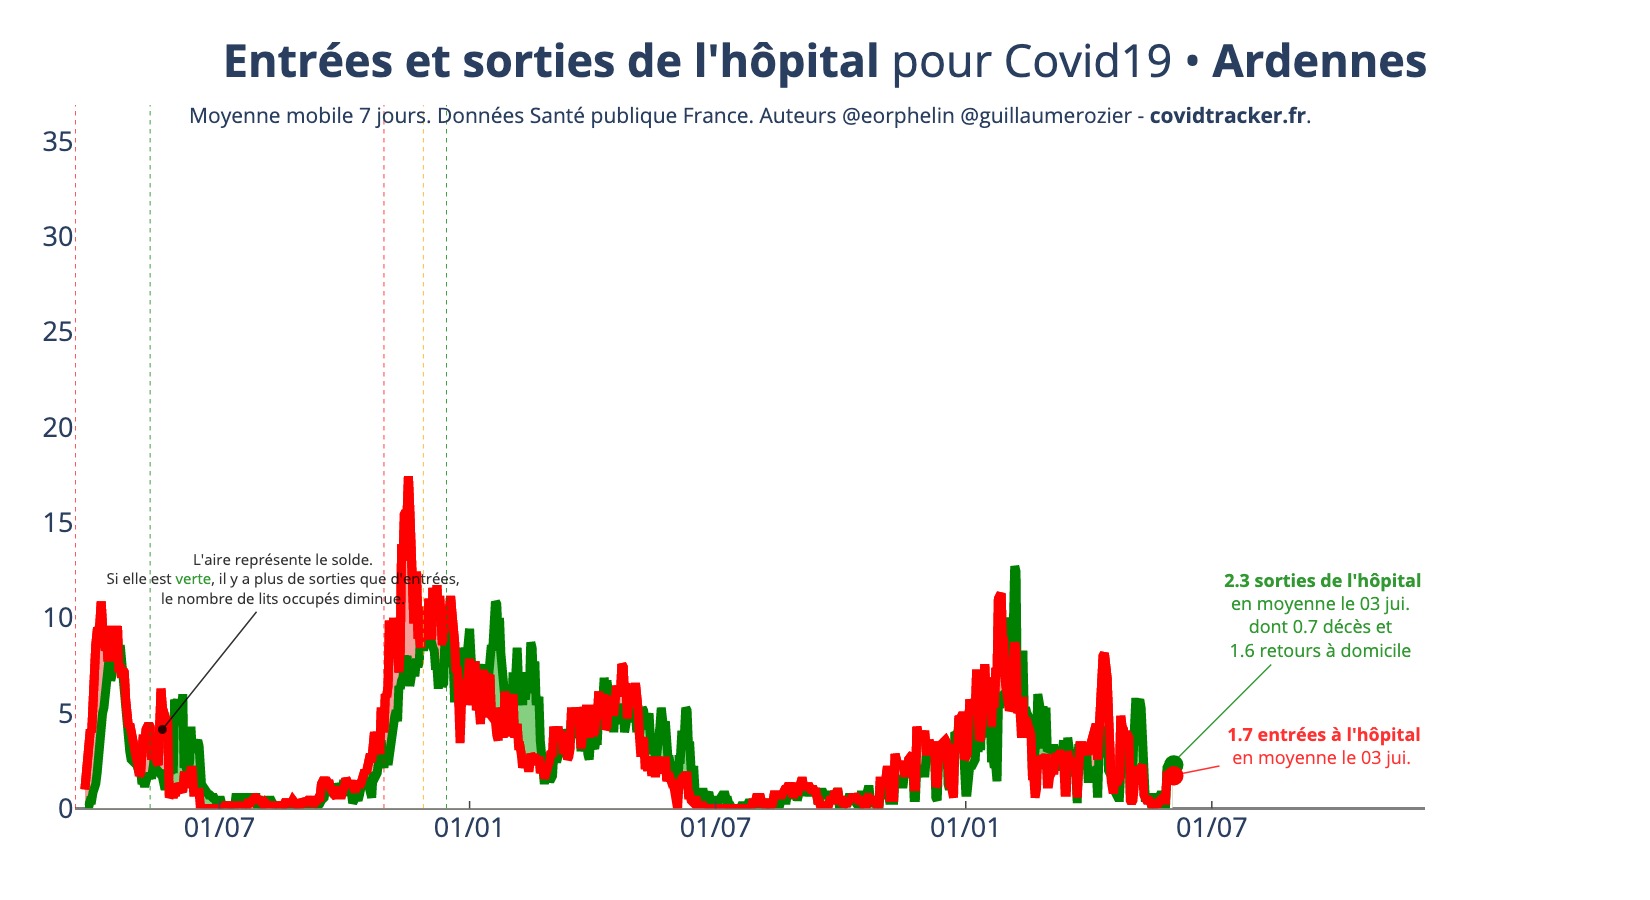 Entrées et sorties de l'hôpital pour Covid19 • Ardennes
Moyenne mobile 7 jours. Données Santé publique France. Auteurs @eorphelin @guillaumerozier - covidtracker.fr.
35
30
25
20
15
10
5
0
L'aire représente le solde.
Si elle est verte, il y a plus de sorties que d'entrées,
le nombre de lits occupés diminue.
2.3 sorties de l'hôpital
en moyenne le 03 jui.
dont 0.7 décès et
1.6 retours à domicile
1.7 entrées à l'hôpital
en moyenne le 03 jui.
01/07
01/01
01/07
01/01
01/07